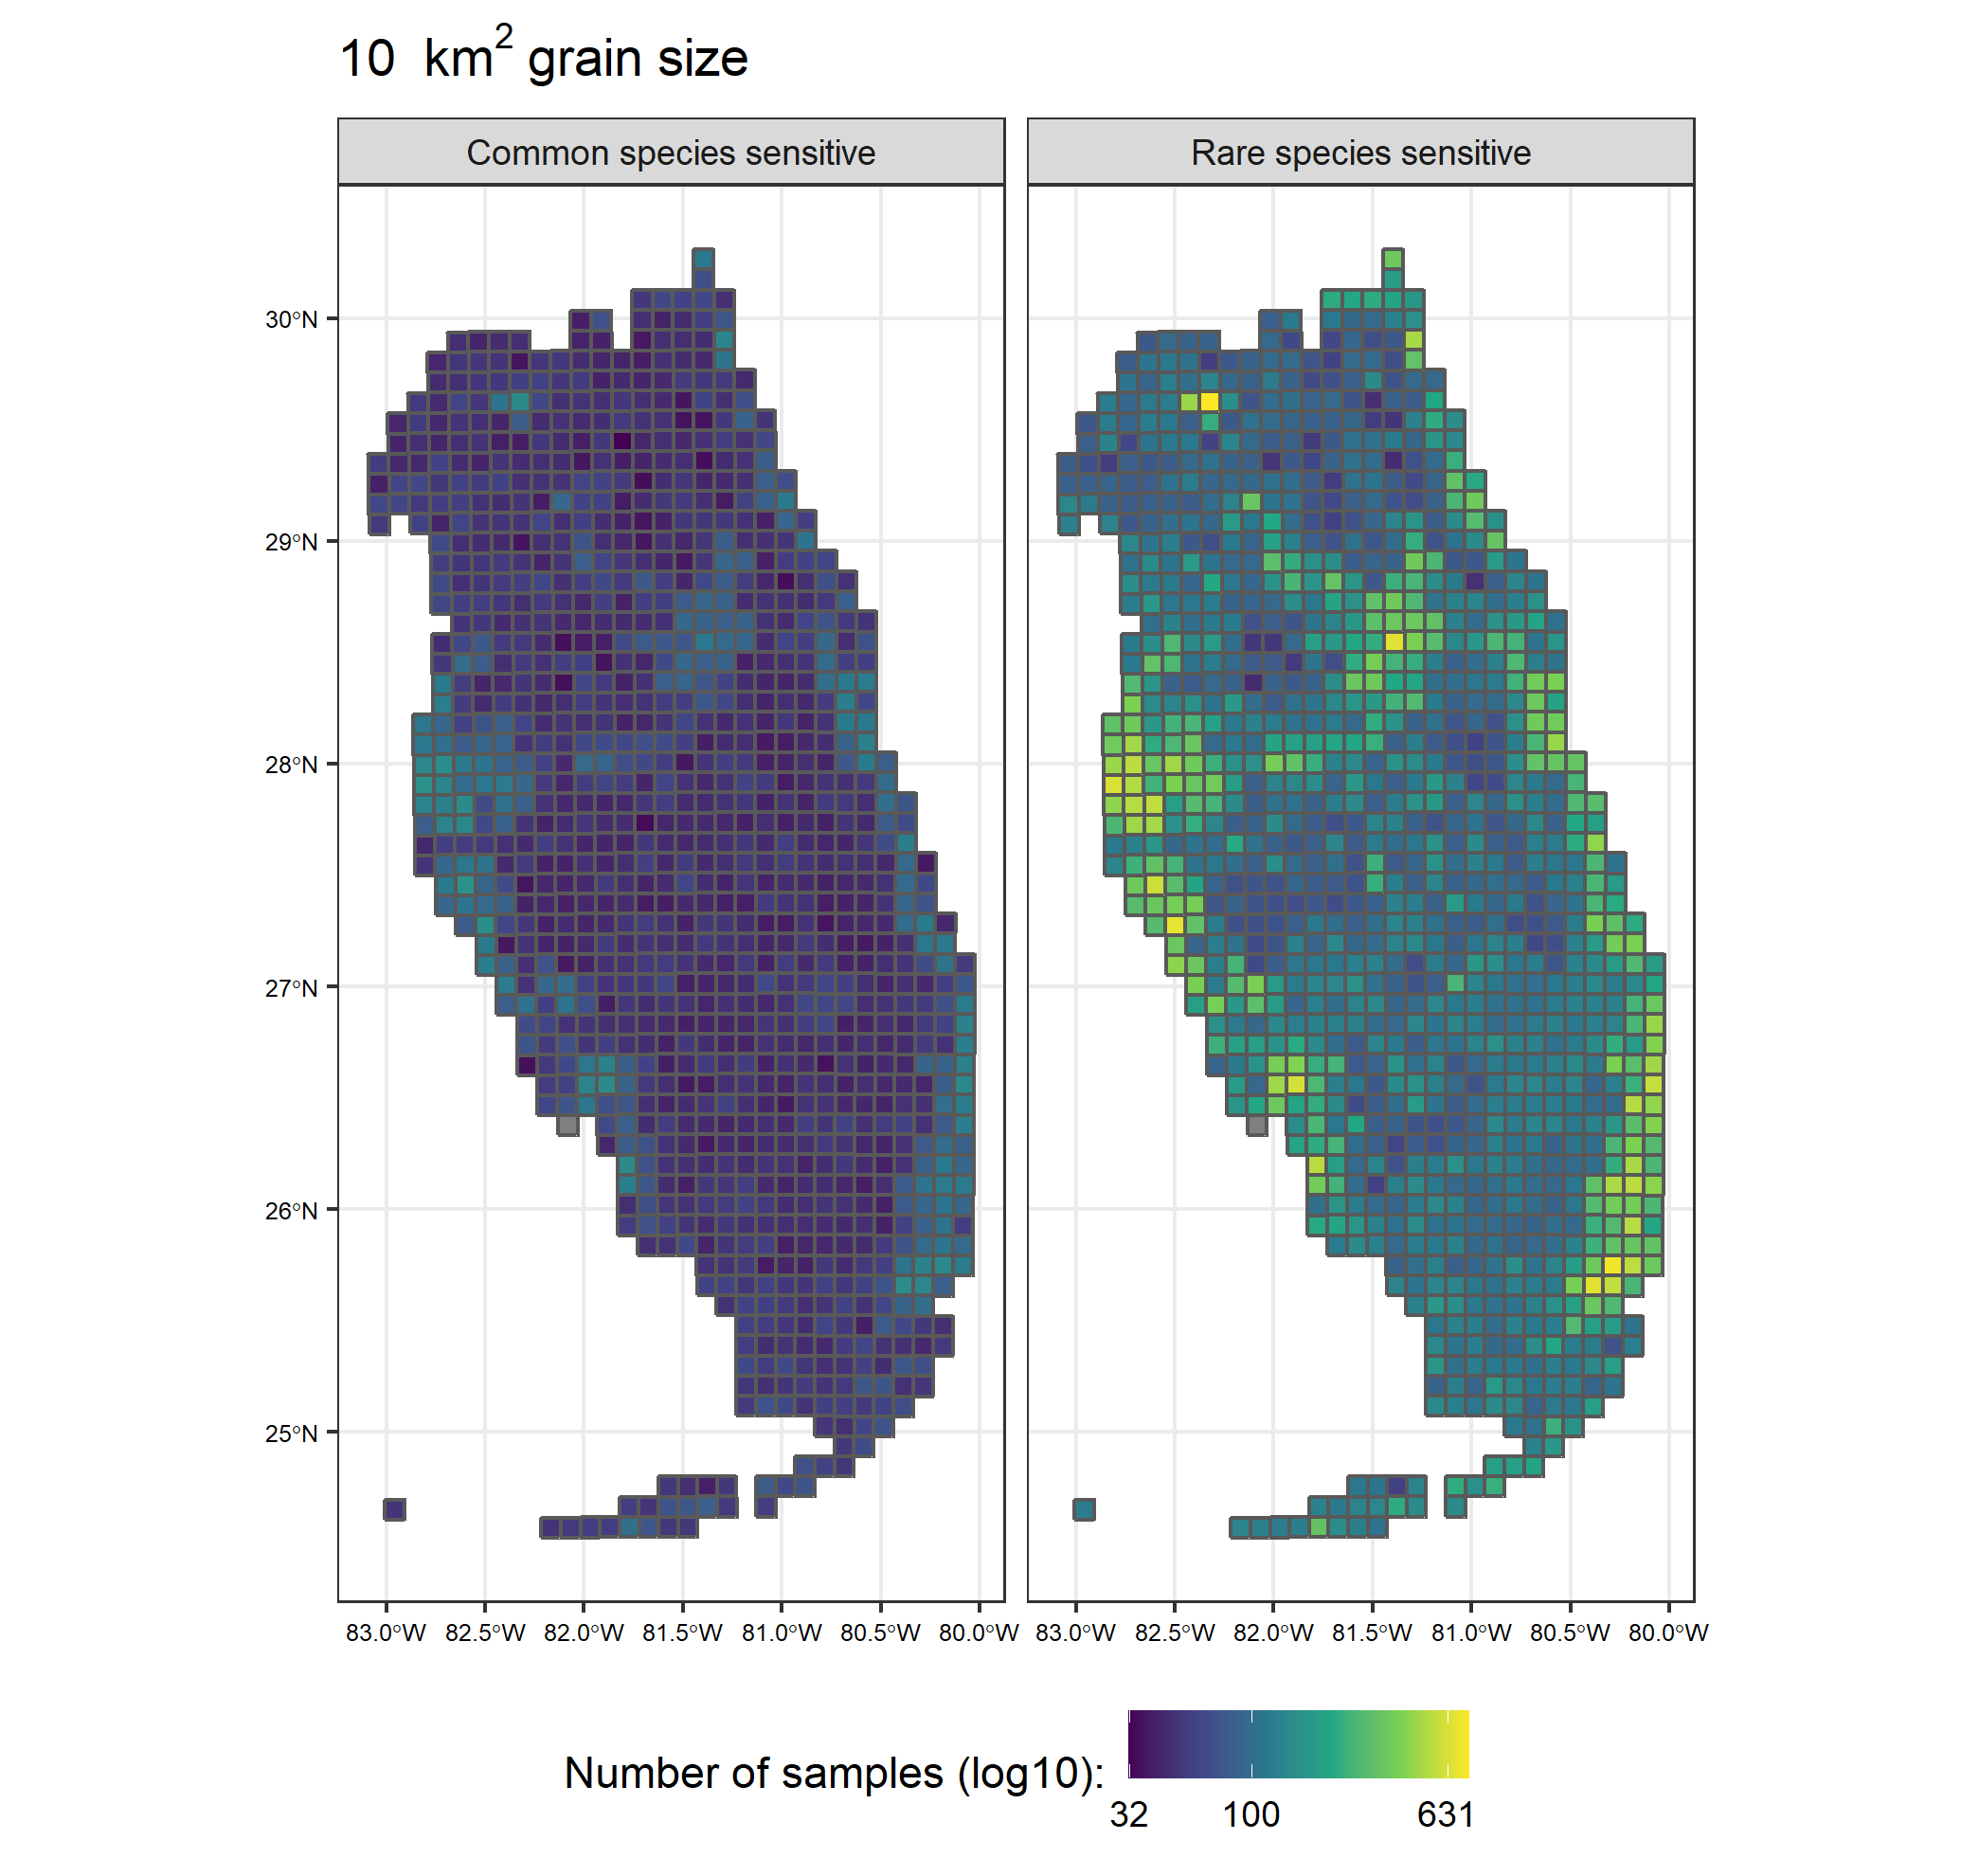 10 km² grain size
Common species sensitive
Rare species sensitive
30°N
29°N
28°N
27°N
26°N
25°N
83.0°W 82.5°W 82.0°W 81.5°W 81.0°W 80.5°W 80.0°W
83.0°W 82.5°W 82.0°W 81.5°W 81.0°W 80.5°W 80.0°W
Number of samples (log10):
32 100 631